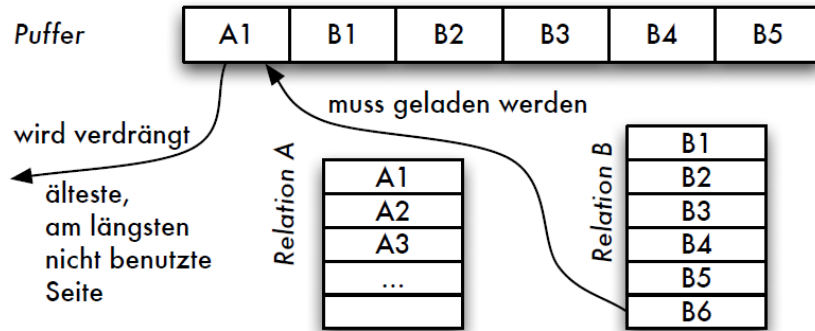 Puffer A1 B1 B2 B3 B4 B5
muss geladen werden
wird verdrängt
älteste,
am längsten
nicht benutzte
Seite
Relation A
A1
A2
A3
...
Relation B
B1
B2
B3
B4
B5
B6